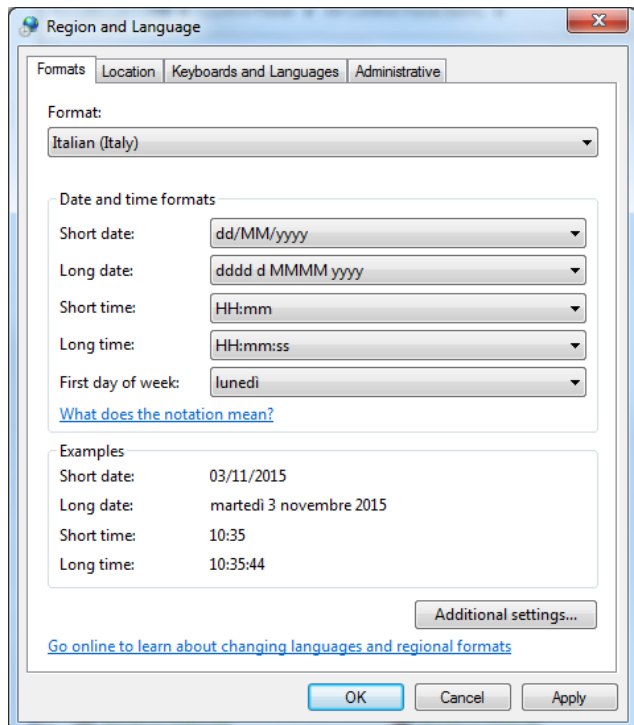 Region and Language
Formats Location Keyboards and Languages Administrative
Format:
Italian (Italy)
Date and time formats
Short date: dd/MM/yyyy
Long date: dddd d MMMM yyyy
Short time: HH:mm
Long time: HH:mm:ss
First day of week: lunedì
What does the notation mean?
Examples
Short date: 03/11/2015
Long date: martedì 3 novembre 2015
Short time: 10:35
Long time: 10:35:44
Additional settings...
Go online to learn about changing languages and regional formats
OK Cancel Apply